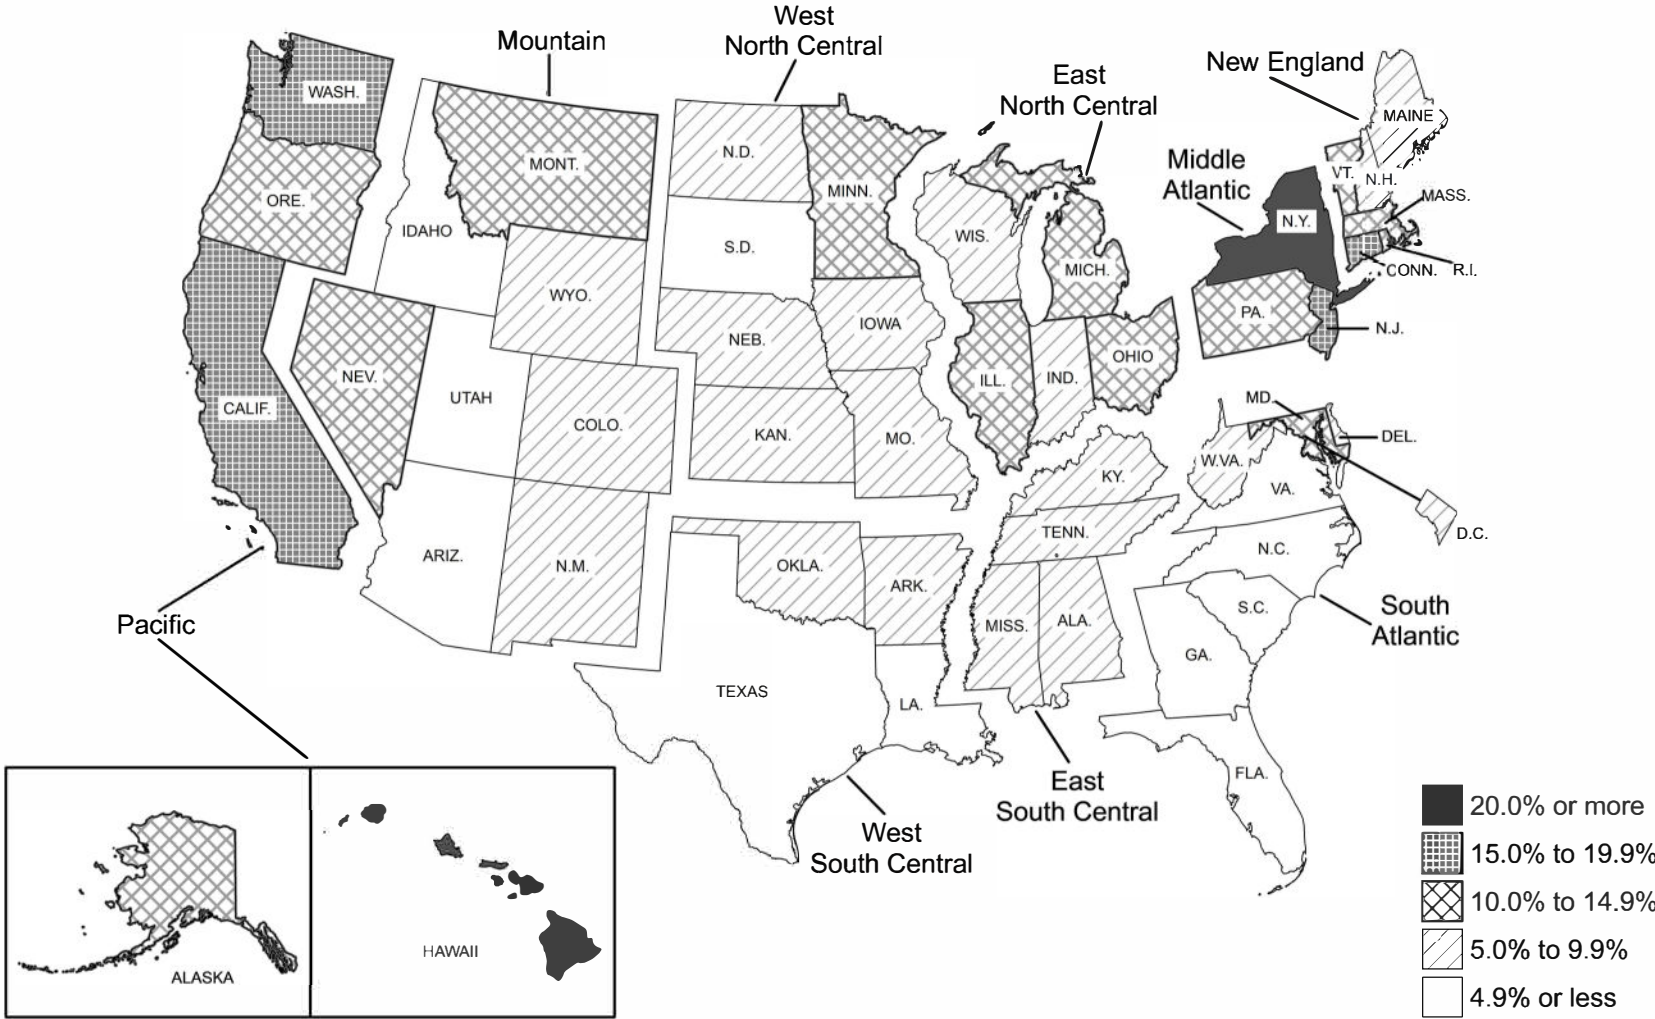 West
North Central
Mountain
New England
East
North Central
WASH.
MAINE
MONT.
N.D.
Middle
Atlantic
VT.
N.H.
ORE.
MINN.
MASS.
IDAHO
S.D.
WIS.
N.Y.
MICH.
CONN.
R.I.
WYO.
PA.
IOWA
N.J.
NEB.
OHIO
NEV.
ILL.
IND.
UTAH
MD.
CALIF.
COLO.
KAN.
MO.
DEL.
W.VA.
KY.
VA.
TENN.
D.C.
N.C.
ARIZ.
N.M.
OKLA.
ARK.
S.C.
South
Atlantic
Pacific
MISS.
ALA.
GA.
TEXAS
LA.
FLA.
East
South Central
West
South Central
HAWAII
ALASKA
20.0% or more
15.0% to 19.9%
10.0% to 14.9%
5.0% to 9.9%
4.9% or less